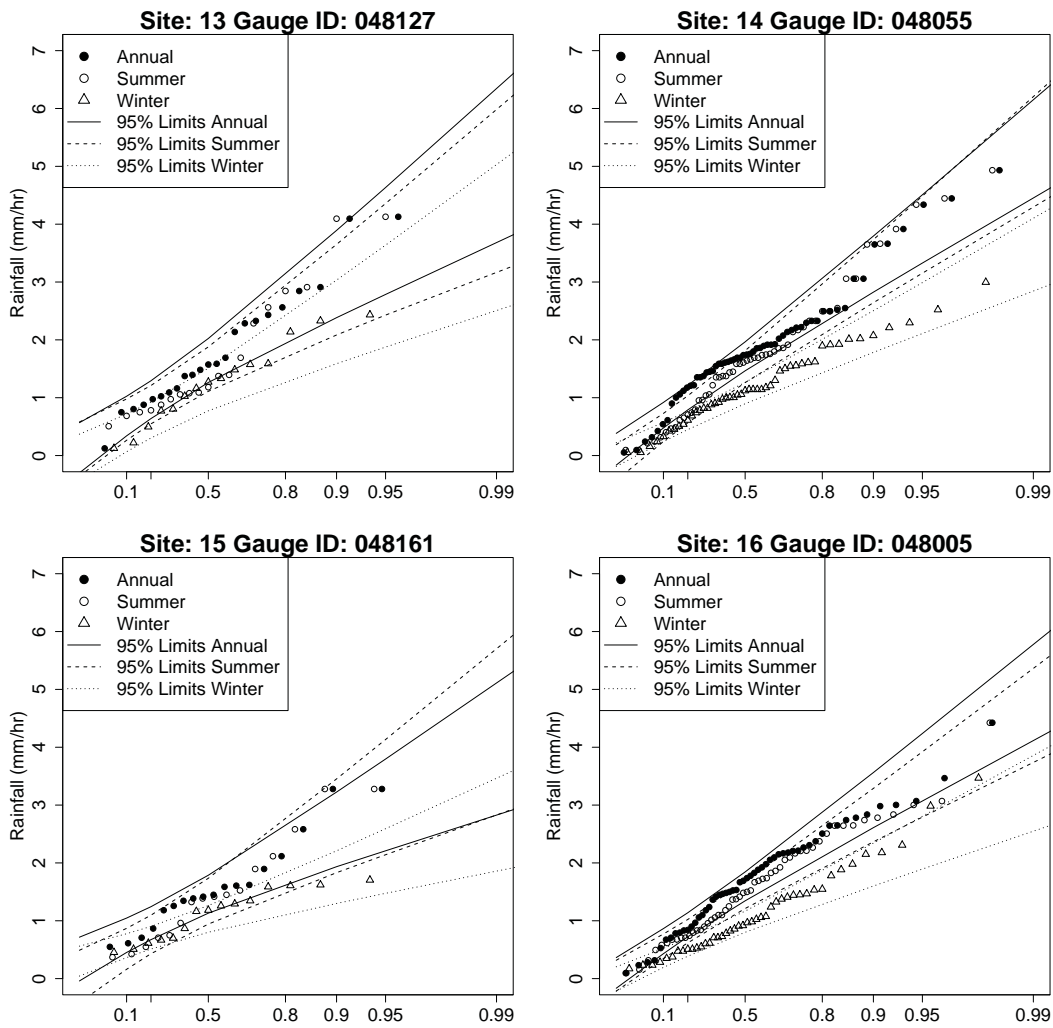 Site: 13 Gauge ID: 048127
7
6
5
4
3
2
1
0
Rainfall (mm/hr)
Annual
Summer
Winter
95% Limits Annual
95% Limits Summer
95% Limits Winter
0.1 0.5 0.8 0.9 0.95 0.99
Site: 14 Gauge ID: 048055
7
6
5
4
3
2
1
0
Rainfall (mm/hr)
Annual
Summer
Winter
95% Limits Annual
95% Limits Summer
95% Limits Winter
0.1 0.5 0.8 0.9 0.95 0.99
Site: 15 Gauge ID: 048161
7
6
5
4
3
2
1
0
Rainfall (mm/hr)
Annual
Summer
Winter
95% Limits Annual
95% Limits Summer
95% Limits Winter
0.1 0.5 0.8 0.9 0.95 0.99
Site: 16 Gauge ID: 048005
7
6
5
4
3
2
1
0
Rainfall (mm/hr)
Annual
Summer
Winter
95% Limits Annual
95% Limits Summer
95% Limits Winter
0.1 0.5 0.8 0.9 0.95 0.99